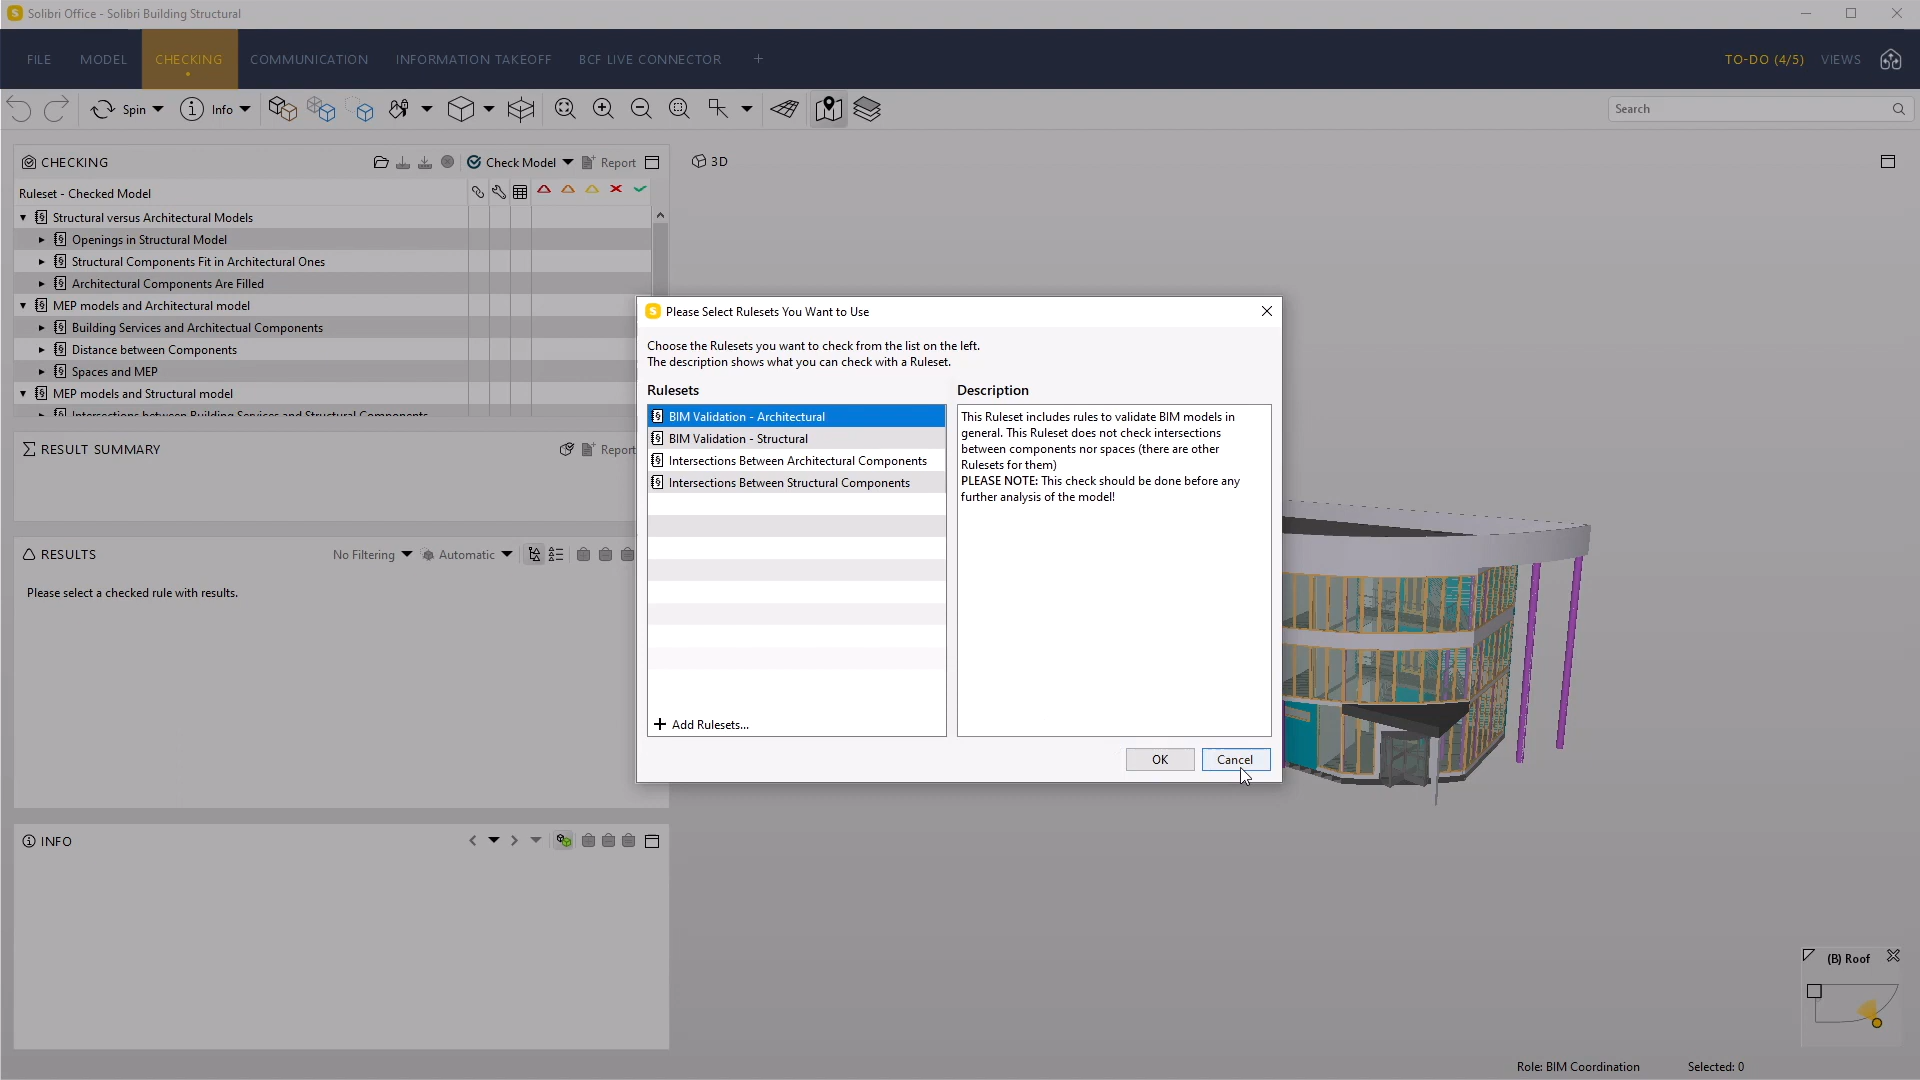 Solibri Office - Solibri Building Structural
FILE
MODEL
CHECKING
COMMUNICATION
INFORMATION TAKEOFF
BCF LIVE CONNECTOR
TO-DO (4/5)
VIEWS
Spin
Info
Search
CHECKING
Check Model
Report
3D
Ruleset - Checked Model
Structural versus Architectural Models
Openings in Structural Model
Structural Components Fit in Architectural Ones
Architectural Components Are Filled
MEP models and Architectural model
Building Services and Architectual Components
Distance between Components
Spaces and MEP
MEP models and Structural model
Intersections between Building Services and Structural Components
RESULT SUMMARY
Report
RESULTS
No Filtering
Automatic
Please select a checked rule with results.
INFO
Please Select Rulesets You Want to Use
Choose the Rulesets you want to check from the list on the left.
The description shows what you can check with a Ruleset.
Rulesets
BIM Validation - Architectural
BIM Validation - Structural
Intersections Between Architectural Components
Intersections Between Structural Components
Add Rulesets...
Description
This Ruleset includes rules to validate BIM models in
general. This Ruleset does not check intersections
between components nor spaces (there are other
Rulesets for them)
PLEASE NOTE: This check should be done before any
further analysis of the model!
OK
Cancel
(B) Roof
Role: BIM Coordination
Selected: 0